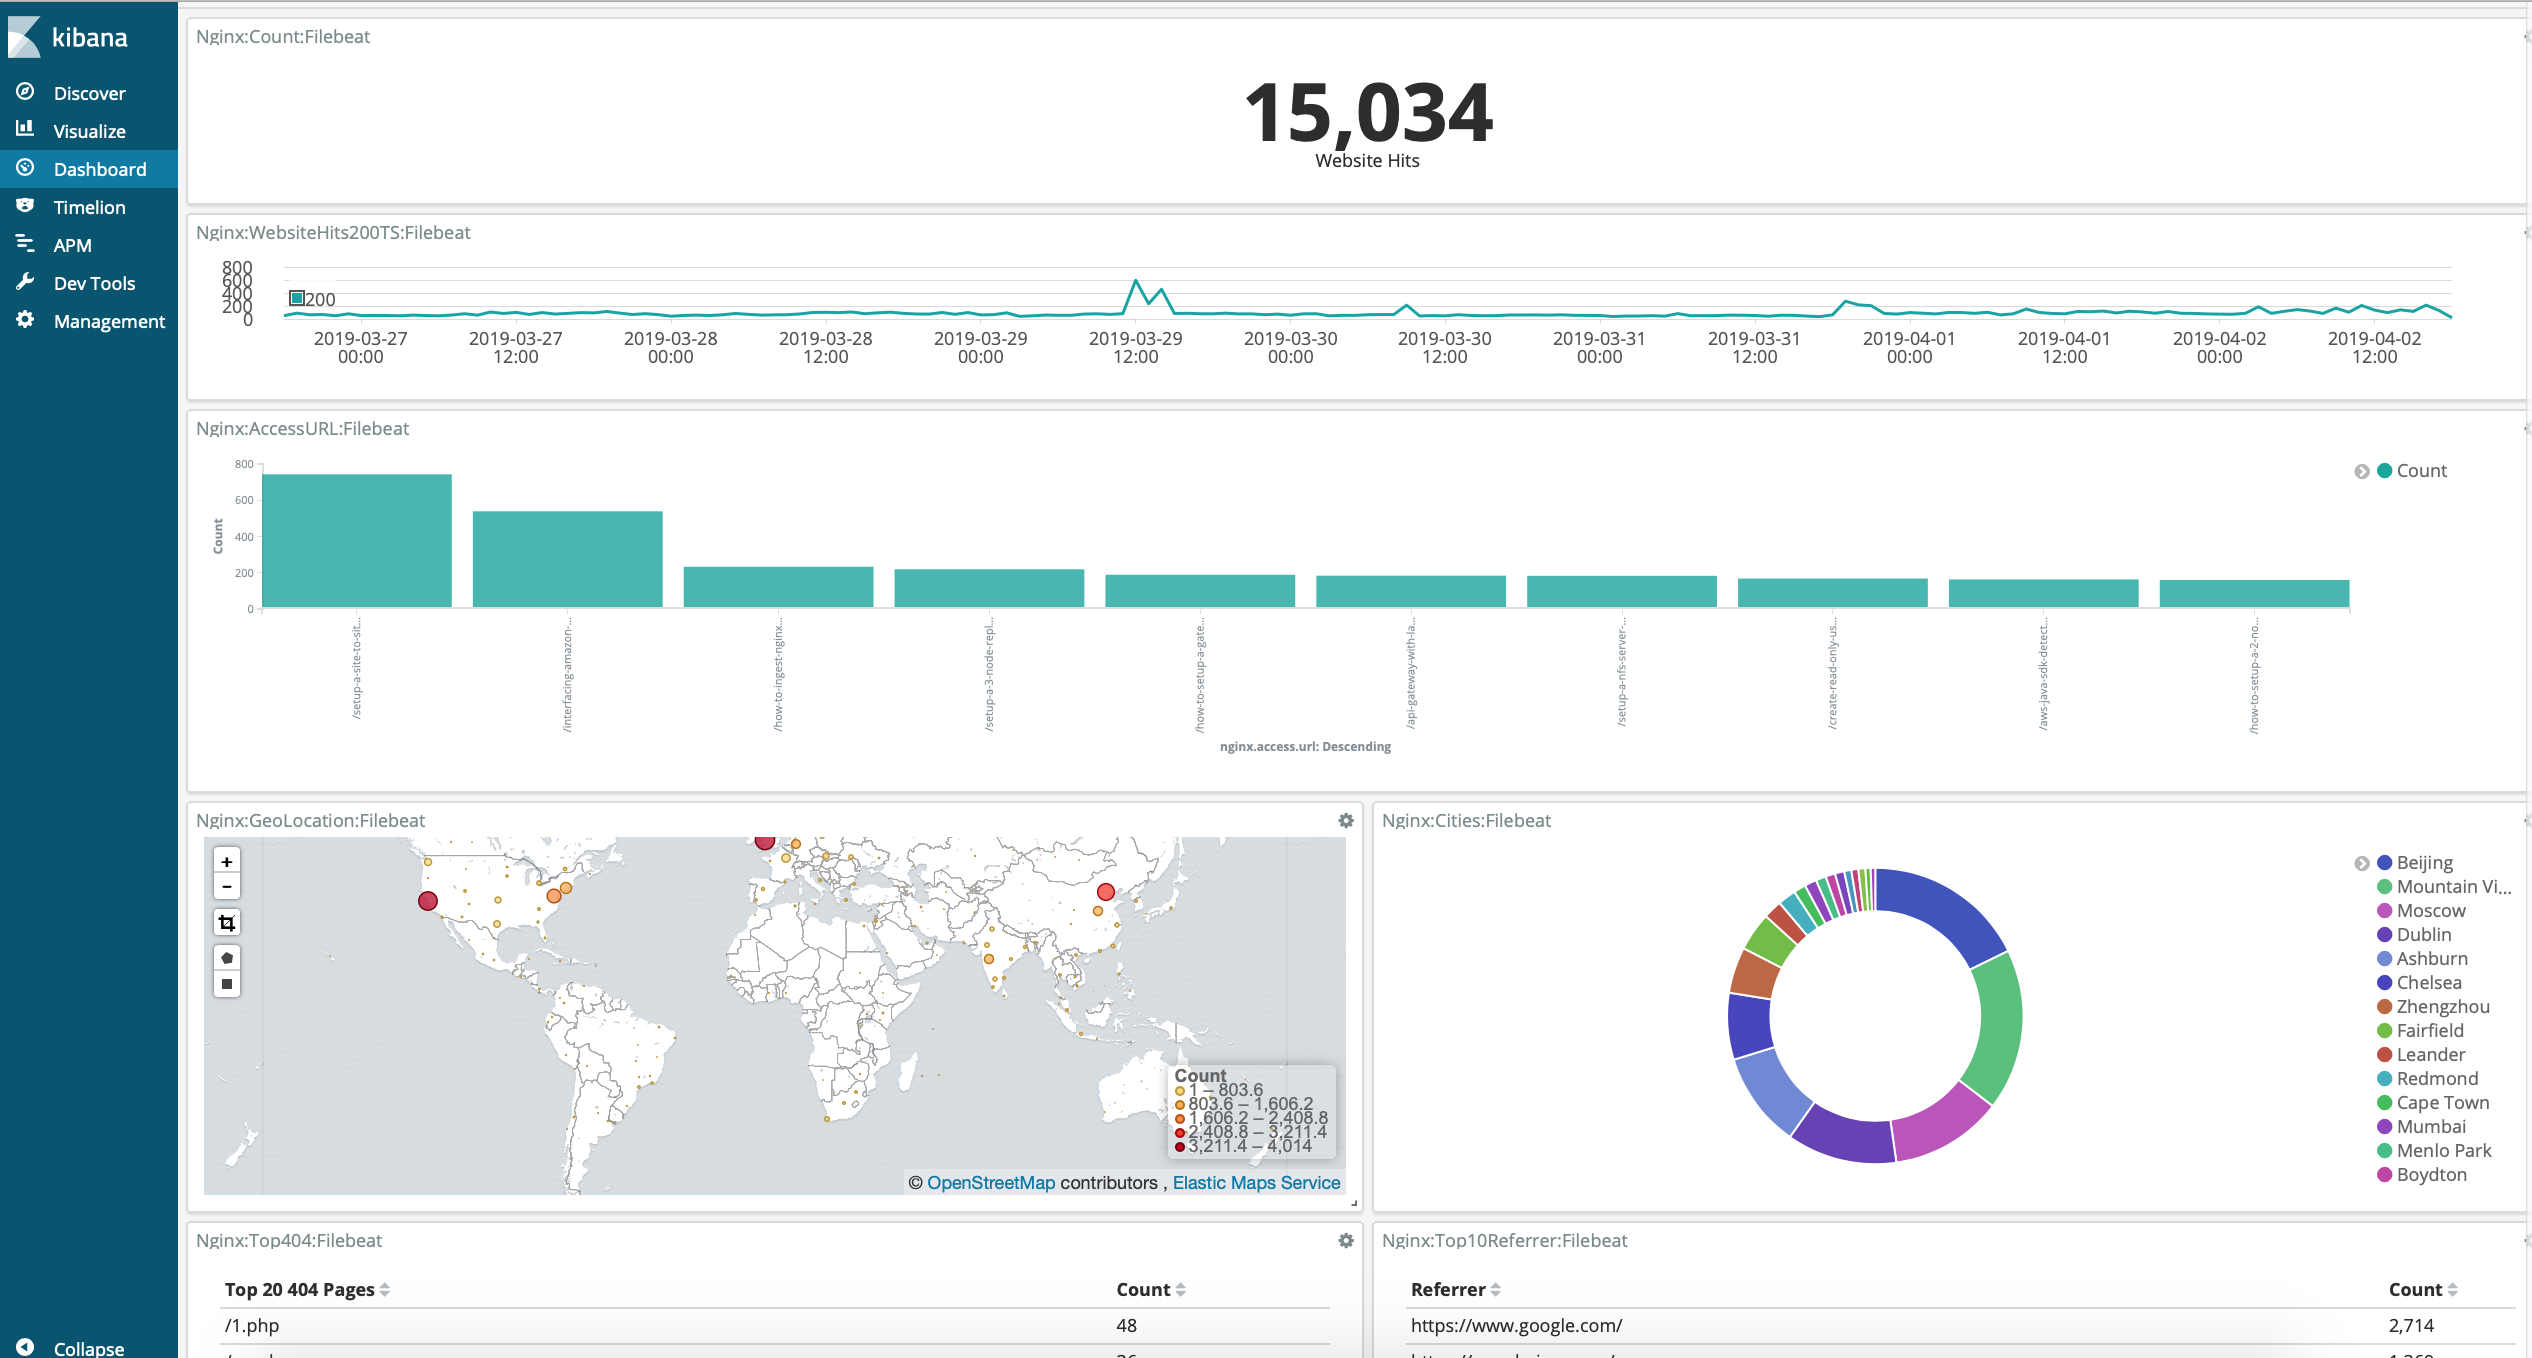 kibana
Discover
Visualize
Dashboard
Timelion
APM
Dev Tools
Management
Collapse
Nginx:Count:Filebeat
15,034
Website Hits
Nginx:WebsiteHits200TS:Filebeat
800
600
400
200
0
200
2019-03-27 2019-03-27 2019-03-28 2019-03-28 2019-03-29 2019-03-29 2019-03-30 2019-03-30 2019-03-31 2019-03-31 2019-04-01 2019-04-01 2019-04-02 2019-04-02
00:00 12:00 00:00 12:00 00:00 12:00 00:00 12:00 00:00 12:00 00:00 12:00 00:00 12:00
Nginx:AccessURL:Filebeat
Count
800
600
400
200
0
Count
/setup-a-site-to-sit...
/interfacing-amazon-...
/how-to-ingest-nginx...
/setup-a-3-node-repl...
/how-to-setup-a-gate...
/api-gateway-with-la...
/setup-a-nfs-server-...
/create-read-only-us...
/aws-java-sdk-detect...
/how-to-setup-a-2-no...
nginx.access.url: Descending
Nginx:GeoLocation:Filebeat
+
−
Count
1 – 803.6
803.6 – 1,606.2
1,606.2 – 2,408.8
2,408.8 – 3,211.4
3,211.4 – 4,014
© OpenStreetMap contributors , Elastic Maps Service
Nginx:Cities:Filebeat
Beijing
Mountain Vi...
Moscow
Dublin
Ashburn
Chelsea
Zhengzhou
Fairfield
Leander
Redmond
Cape Town
Mumbai
Menlo Park
Boydton
Nginx:Top404:Filebeat
Top 20 404 Pages Count
/1.php 48
Nginx:Top10Referrer:Filebeat
Referrer Count
https://www.google.com/ 2,714